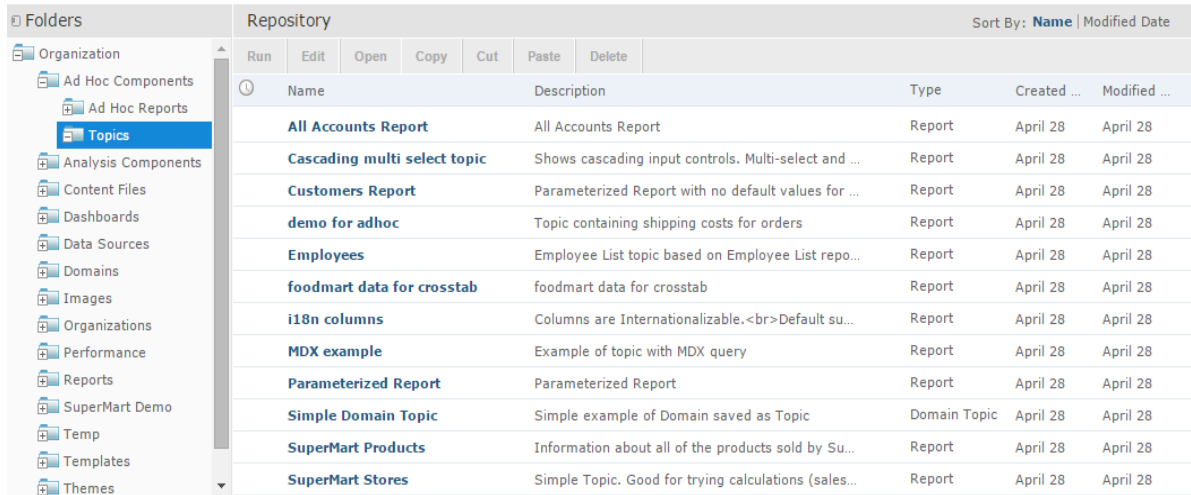 Folders
Organization
Ad Hoc Components
Ad Hoc Reports
Topics
Analysis Components
Content Files
Dashboards
Data Sources
Domains
Images
Organizations
Performance
Reports
SuperMart Demo
Temp
Templates
Themes
Repository Sort By: Name | Modified Date
Run Edit Open Copy Cut Paste Delete
Name Description Type Created ... Modified ...
All Accounts Report All Accounts Report Report April 28 April 28
Cascading multi select topic Shows cascading input controls. Multi-select and ... Report April 28 April 28
Customers Report Parameterized Report with no default values for ... Report April 28 April 28
demo for adhoc Topic containing shipping costs for orders Report April 28 April 28
Employees Employee List topic based on Employee List repo... Report April 28 April 28
foodmart data for crosstab foodmart data for crosstab Report April 28 April 28
i18n columns Columns are Internationalizable.<br>Default su... Report April 28 April 28
MDX example Example of topic with MDX query Report April 28 April 28
Parameterized Report Parameterized Report Report April 28 April 28
Simple Domain Topic Simple example of Domain saved as Topic Domain Topic April 28 April 28
SuperMart Products Information about all of the products sold by Su... Report April 28 April 28
SuperMart Stores Simple Topic. Good for trying calculations (sales... Report April 28 April 28